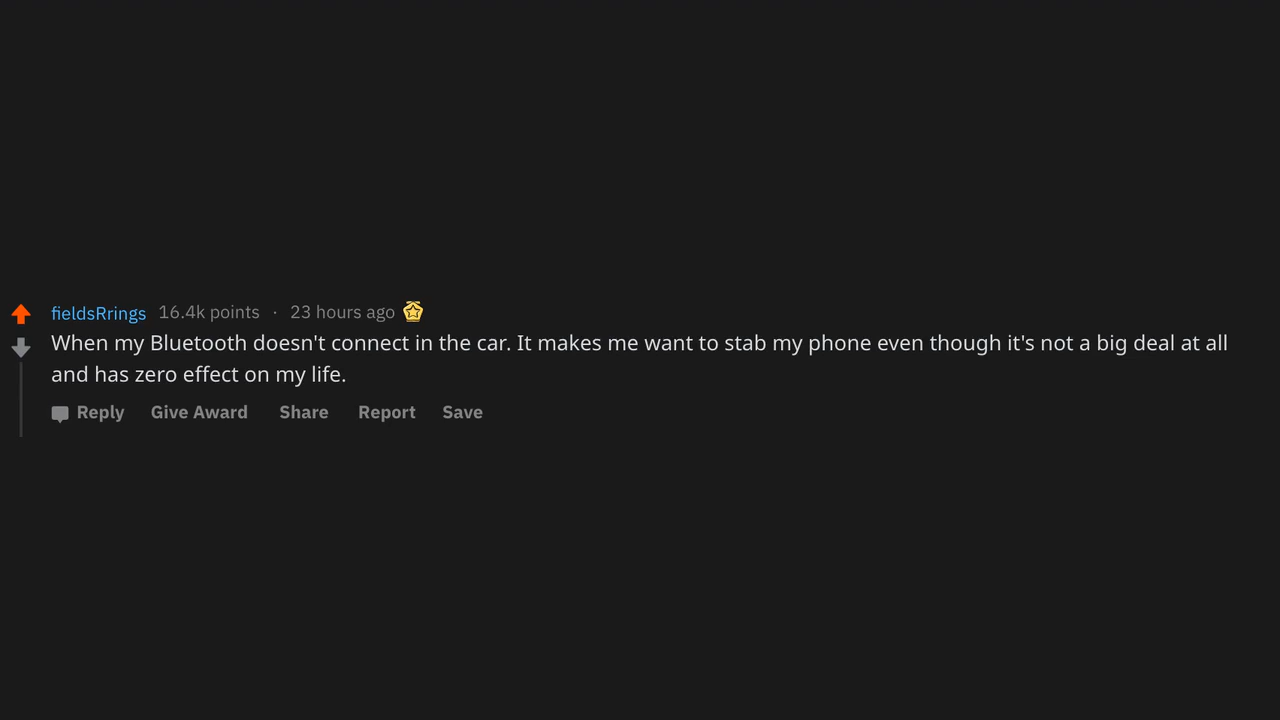 fieldsRrings 16.4k points · 23 hours ago
When my Bluetooth doesn't connect in the car. It makes me want to stab my phone even though it's not a big deal at all
and has zero effect on my life.
Reply Give Award Share Report Save